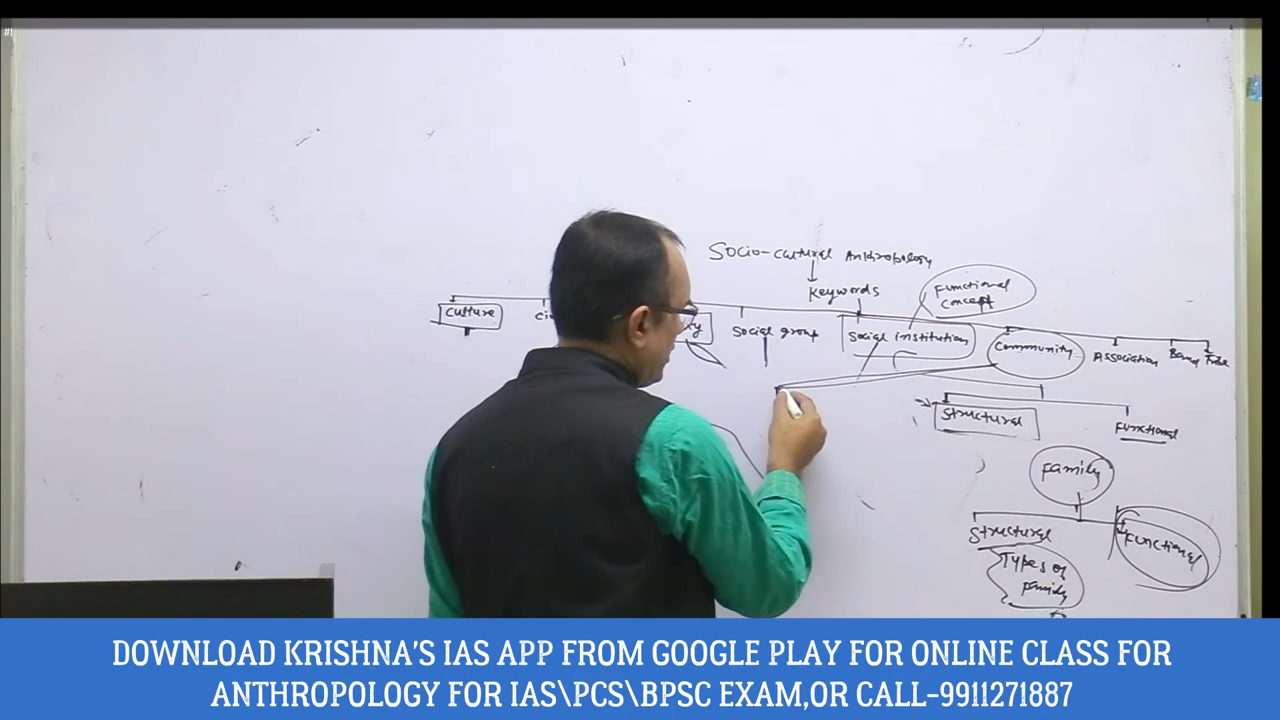 #I
Socio-cultural Anthropology
Keywords
Functional
concept
culture
Social group
Social institution
Community
Association
Structural
Functional
Family
Structural
Functional
Types of
Family
DOWNLOAD KRISHNA'S IAS APP FROM GOOGLE PLAY FOR ONLINE CLASS FOR
ANTHROPOLOGY FOR IAS\PCS\BPSC EXAM,OR CALL-9911271887